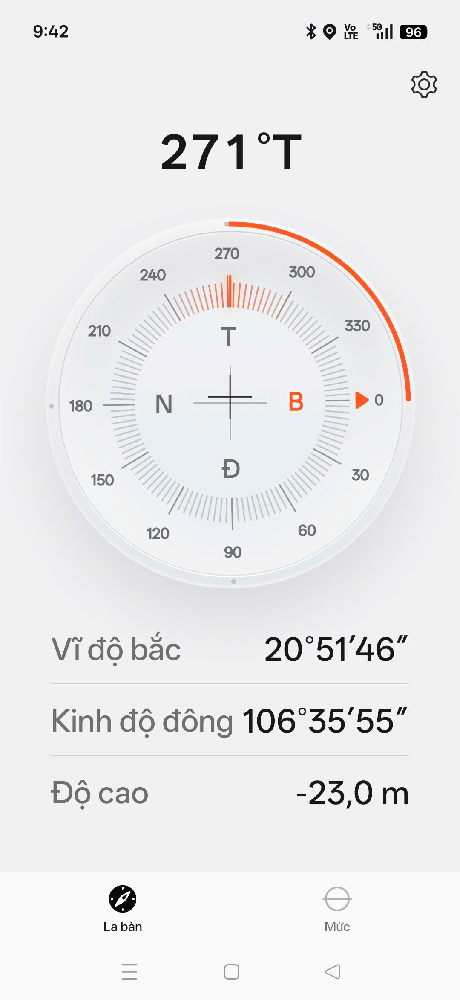 9:42
Vo LTE 5G 96
271°T
270
240 300
210 330
T
180 N B 0
Đ
150 30
120 60
90
Vĩ độ bắc 20°51′46″
Kinh độ đông 106°35′55″
Độ cao -23,0 m
La bàn Mức